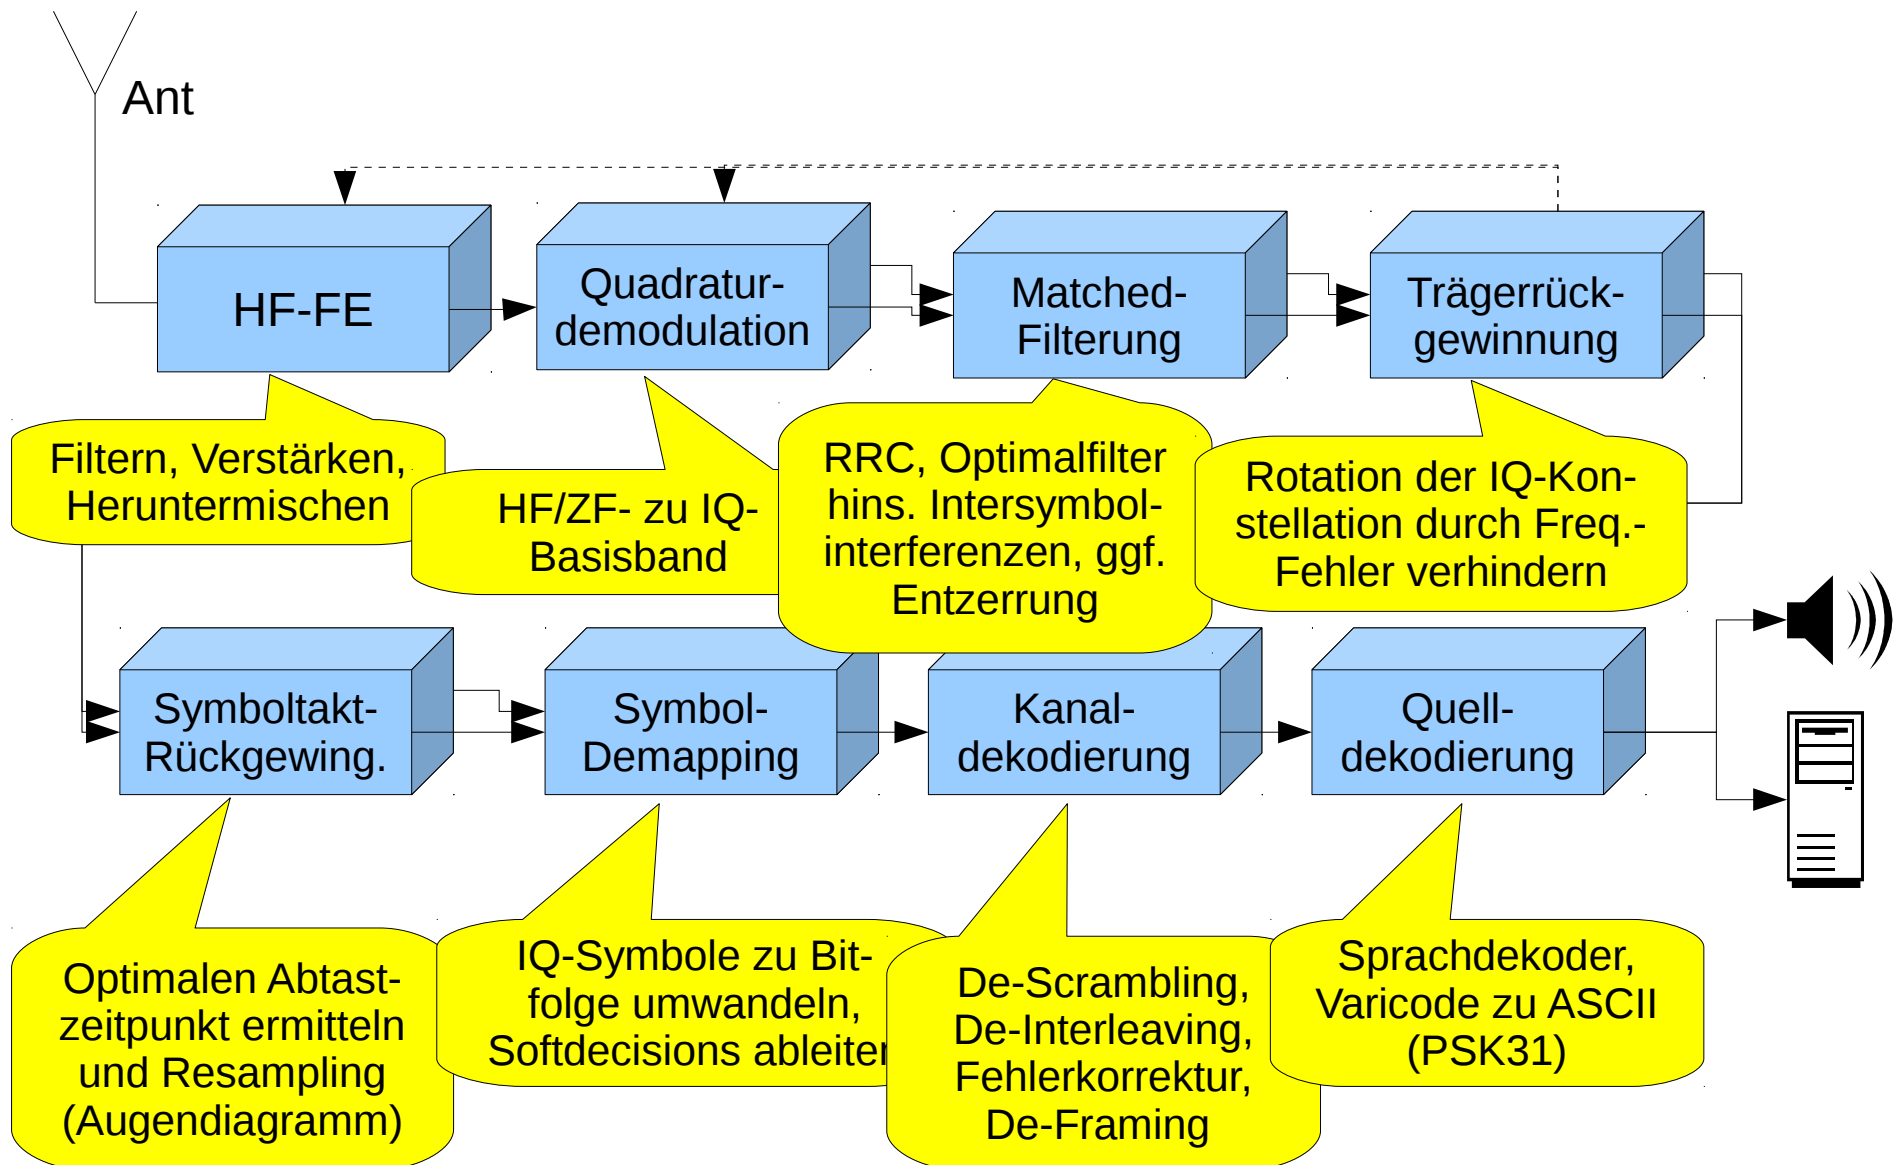 Ant
HF-FE
Quadratur-
demodulation
Matched-
Filterung
Trägerrück-
gewinnung
Filtern, Verstärken,
Heruntermischen
HF/ZF- zu IQ-
Basisband
RRC, Optimalfilter
hins. Intersymbol-
interferenzen, ggf.
Entzerrung
Rotation der IQ-Kon-
stellation durch Freq.-
Fehler verhindern
Symboltakt-
Rückgewing.
Symbol-
Demapping
Kanal-
dekodierung
Quell-
dekodierung
Optimalen Abtast-
zeitpunkt ermitteln
und Resampling
(Augendiagramm)
IQ-Symbole zu Bit-
folge umwandeln,
Softdecisions ableiten
De-Scrambling,
De-Interleaving,
Fehlerkorrektur,
De-Framing
Sprachdekoder,
Varicode zu ASCII
(PSK31)